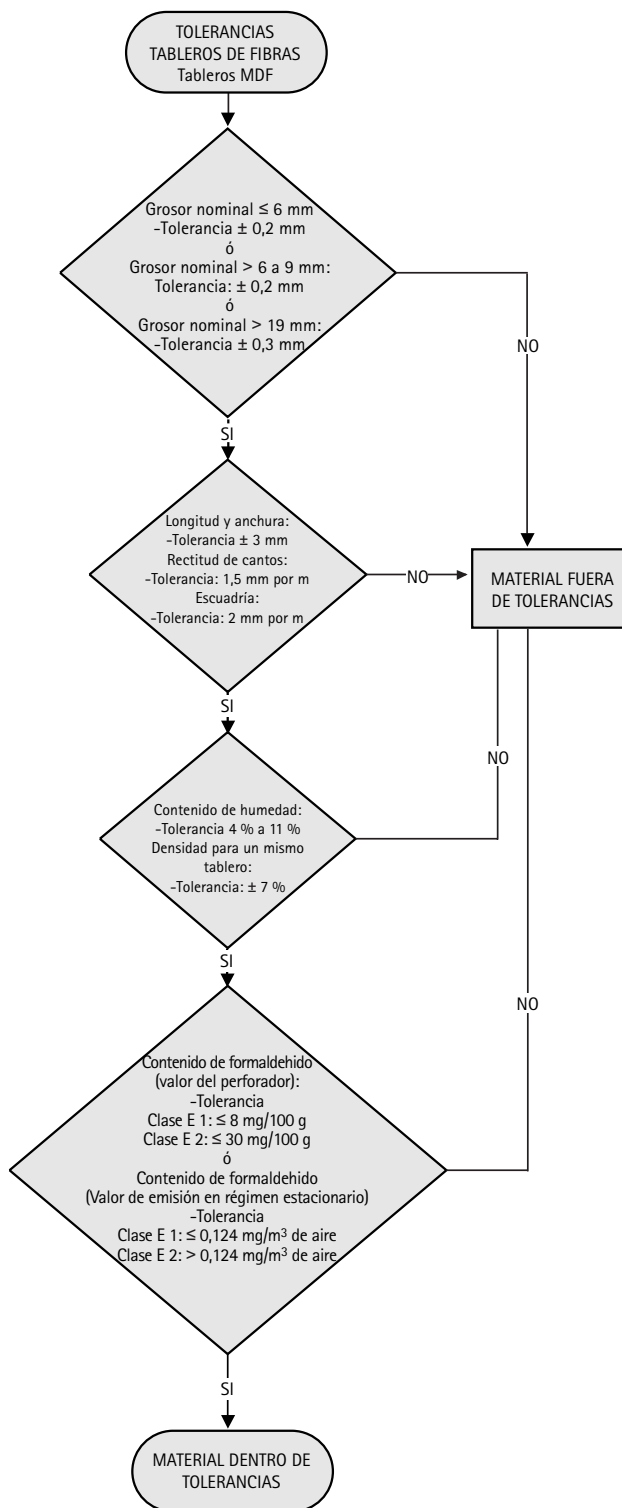 TOLERANCIAS
TABLEROS DE FIBRAS
Tableros MDF
Grosor nominal ≤ 6 mm
-Tolerancia ± 0,2 mm
ó
Grosor nominal > 6 a 9 mm:
Tolerancia: ± 0,2 mm
ó
Grosor nominal > 19 mm:
-Tolerancia ± 0,3 mm
NO
SI
Longitud y anchura:
-Tolerancia ± 3 mm
Rectitud de cantos:
-Tolerancia: 1,5 mm por m
Escuadría:
-Tolerancia: 2 mm por m
NO
MATERIAL FUERA
DE TOLERANCIAS
SI
NO
Contenido de humedad:
-Tolerancia 4 % a 11 %
Densidad para un mismo
tablero:
-Tolerancia: ± 7 %
SI
NO
Contenido de formaldehido
(valor del perforador):
-Tolerancia
Clase E 1: ≤ 8 mg/100 g
Clase E 2: ≤ 30 mg/100 g
ó
Contenido de formaldehido
(Valor de emisión en régimen estacionario)
-Tolerancia
Clase E 1: ≤ 0,124 mg/m³ de aire
Clase E 2: > 0,124 mg/m³ de aire
SI
MATERIAL DENTRO DE
TOLERANCIAS